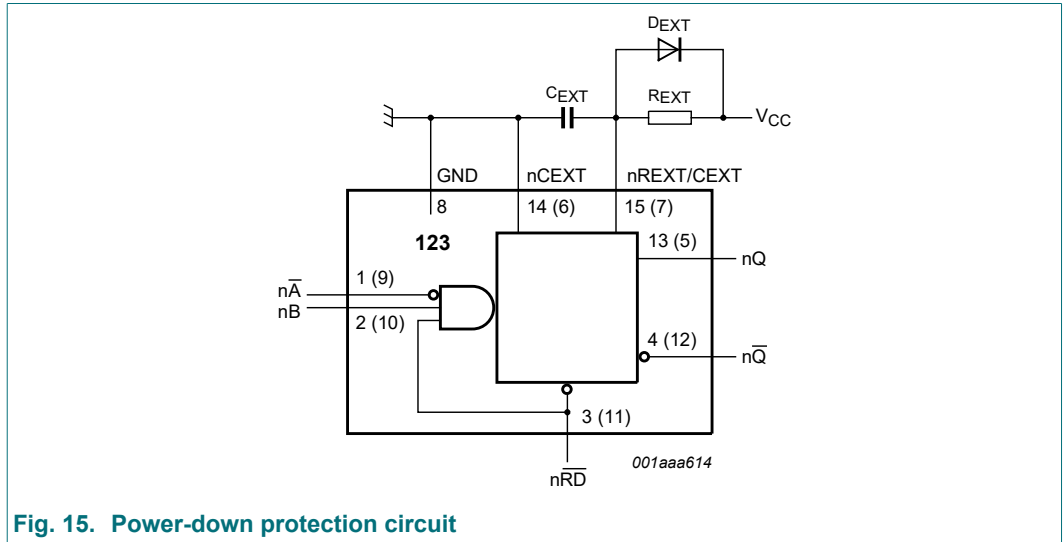 DEXT
CEXT
REXT
VCC
GND
nCEXT
nREXT/CEXT
8
14 (6)
15 (7)
123
13 (5)
nQ
1 (9)
nA̅
nB
2 (10)
4 (12)
nQ̅
3 (11)
001aaa614
nR̅D̅
Fig. 15. Power-down protection circuit